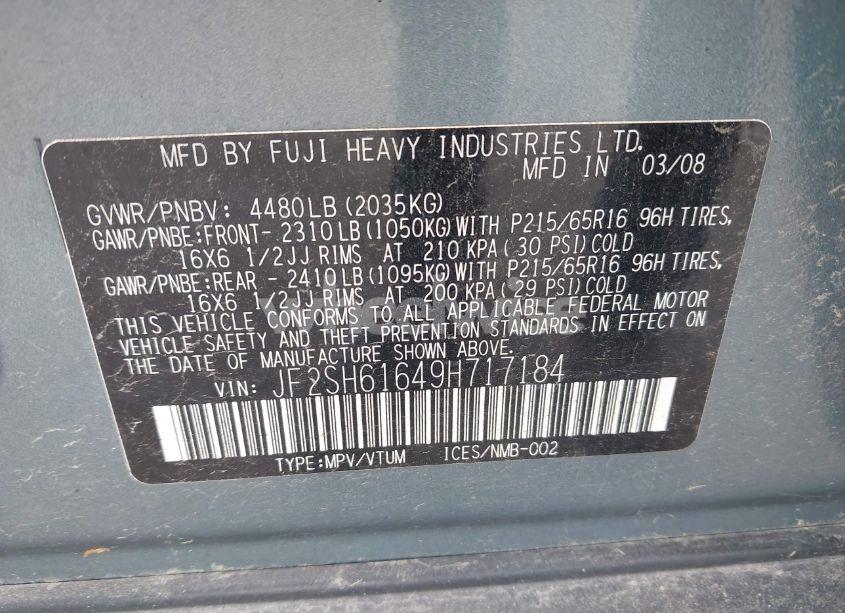 MFD BY FUJI HEAVY INDUSTRIES LTD.
MFD IN 03/08
GVWR/PNBV: 4480LB(2035KG)
GAWR/PNBE:FRONT- 2310LB(1050KG)WITH P215/65R16 96H TIRES,
16X6 1/2JJ RIMS AT 210 KPA( 30 PSI)COLD
GAWR/PNBE:REAR - 2410LB(1095KG)WITH P215/65R16 96H TIRES,
16X6 1/2JJ RIMS AT 200 KPA( 29 PSI)COLD
THIS VEHICLE CONFORMS TO ALL APPLICABLE FEDERAL MOTOR
VEHICLE SAFETY AND THEFT PREVENTION STANDARDS IN EFFECT ON
THE DATE OF MANUFACTURE SHOWN ABOVE.
VIN: JF2SH61649H717184
TYPE:MPV/VTUM ICES/NMB-002